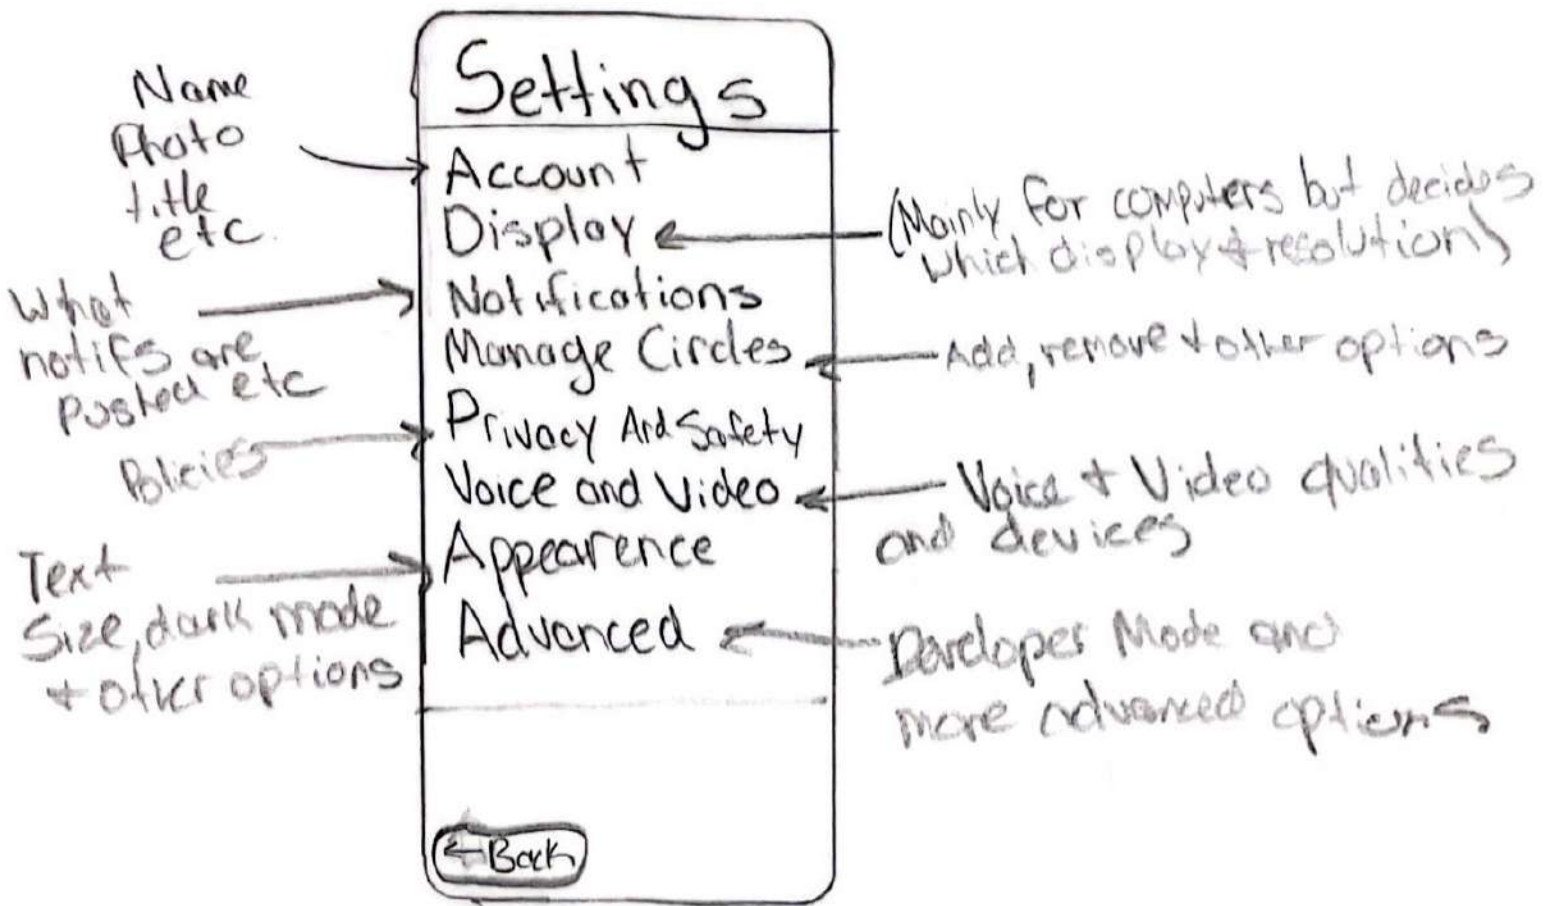 Settings
Account
Display
Notifications
Manage Circles
Privacy And Safety
Voice and Video
Appearence
Advanced
← Back
Name
Photo
title
etc.
What
notifs are
pushed etc
Policies
Text
Size, dark mode
+ other options
(Mainly for computers but decides
which display + resolution)
Add, remove + other options
Voice + Video qualities
and devices
Developer Mode and
more advanced options